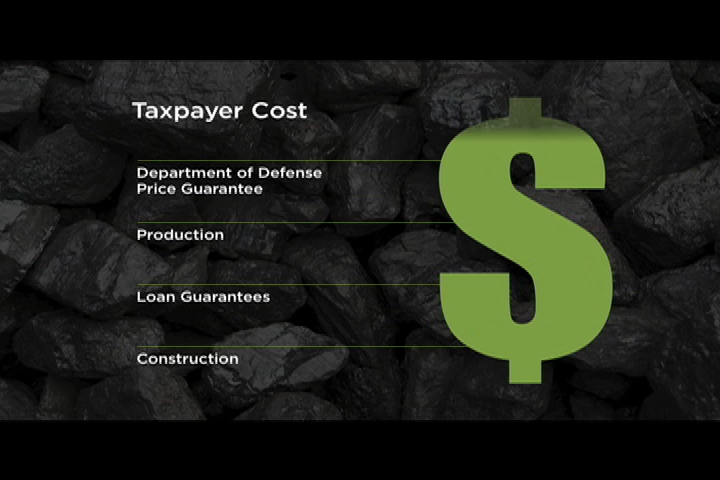 Taxpayer Cost
Department of Defense
Price Guarantee
Production
Loan Guarantees
Construction
$